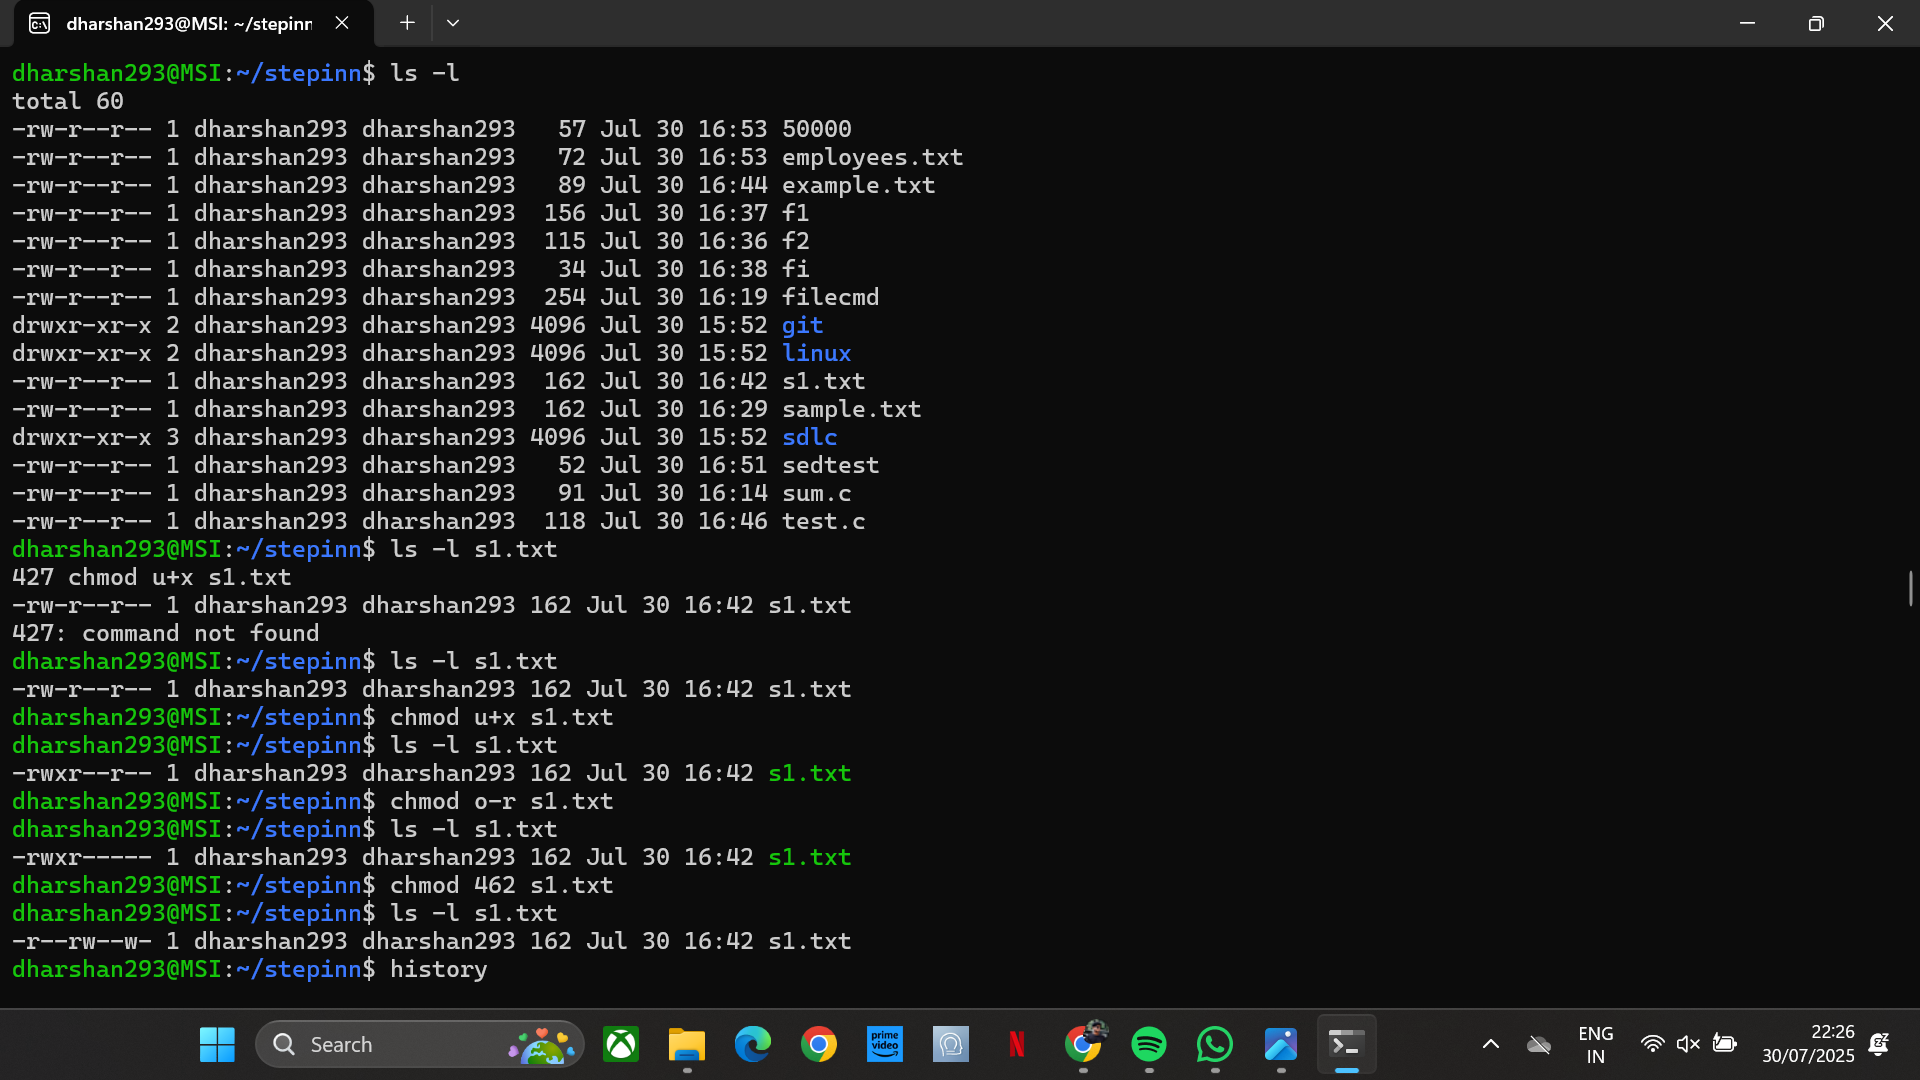 dharshan293@MSI: ~/stepinn
dharshan293@MSI:~/stepinn$ ls -l
total 60
-rw-r--r-- 1 dharshan293 dharshan293   57 Jul 30 16:53 50000
-rw-r--r-- 1 dharshan293 dharshan293   72 Jul 30 16:53 employees.txt
-rw-r--r-- 1 dharshan293 dharshan293   89 Jul 30 16:44 example.txt
-rw-r--r-- 1 dharshan293 dharshan293  156 Jul 30 16:37 f1
-rw-r--r-- 1 dharshan293 dharshan293  115 Jul 30 16:36 f2
-rw-r--r-- 1 dharshan293 dharshan293   34 Jul 30 16:38 fi
-rw-r--r-- 1 dharshan293 dharshan293  254 Jul 30 16:19 filecmd
drwxr-xr-x 2 dharshan293 dharshan293 4096 Jul 30 15:52 git
drwxr-xr-x 2 dharshan293 dharshan293 4096 Jul 30 15:52 linux
-rw-r--r-- 1 dharshan293 dharshan293  162 Jul 30 16:42 s1.txt
-rw-r--r-- 1 dharshan293 dharshan293  162 Jul 30 16:29 sample.txt
drwxr-xr-x 3 dharshan293 dharshan293 4096 Jul 30 15:52 sdlc
-rw-r--r-- 1 dharshan293 dharshan293   52 Jul 30 16:51 sedtest
-rw-r--r-- 1 dharshan293 dharshan293   91 Jul 30 16:14 sum.c
-rw-r--r-- 1 dharshan293 dharshan293  118 Jul 30 16:46 test.c
dharshan293@MSI:~/stepinn$ ls -l s1.txt
427 chmod u+x s1.txt
-rw-r--r-- 1 dharshan293 dharshan293 162 Jul 30 16:42 s1.txt
427: command not found
dharshan293@MSI:~/stepinn$ ls -l s1.txt
-rw-r--r-- 1 dharshan293 dharshan293 162 Jul 30 16:42 s1.txt
dharshan293@MSI:~/stepinn$ chmod u+x s1.txt
dharshan293@MSI:~/stepinn$ ls -l s1.txt
-rwxr--r-- 1 dharshan293 dharshan293 162 Jul 30 16:42 s1.txt
dharshan293@MSI:~/stepinn$ chmod o-r s1.txt
dharshan293@MSI:~/stepinn$ ls -l s1.txt
-rwxr----- 1 dharshan293 dharshan293 162 Jul 30 16:42 s1.txt
dharshan293@MSI:~/stepinn$ chmod 462 s1.txt
dharshan293@MSI:~/stepinn$ ls -l s1.txt
-r--rw--w- 1 dharshan293 dharshan293 162 Jul 30 16:42 s1.txt
dharshan293@MSI:~/stepinn$ history
Search
prime video
N
ENG
IN
22:26
30/07/2025